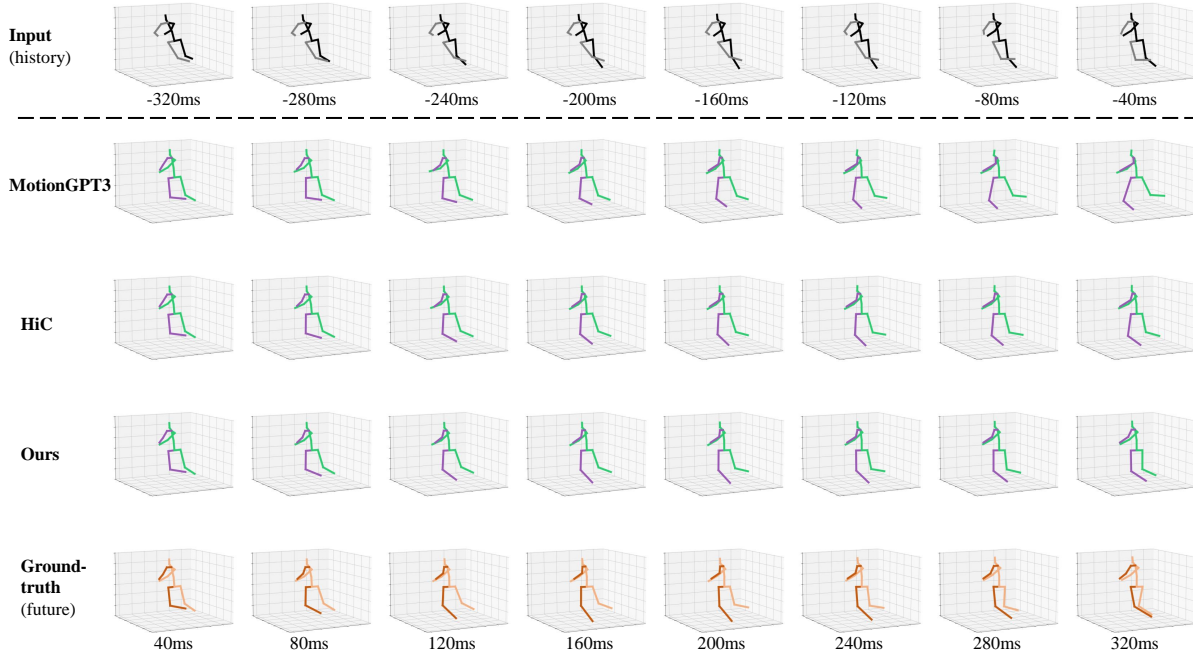 Input
(history)
-320ms -280ms -240ms -200ms -160ms -120ms -80ms -40ms
MotionGPT3
HiC
Ours
Ground-
truth
(future)
40ms 80ms 120ms 160ms 200ms 240ms 280ms 320ms